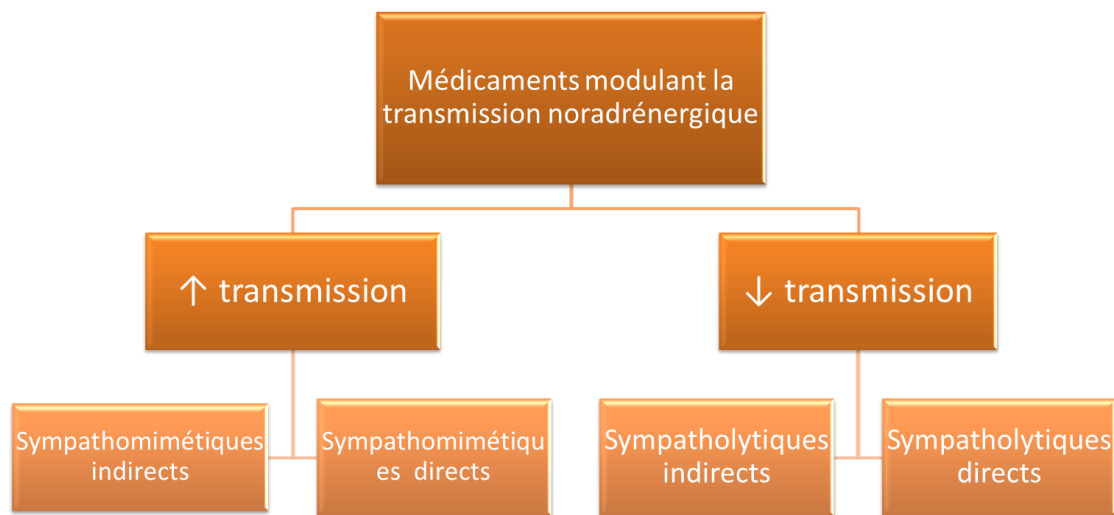 Médicaments modulant la
transmission noradrénergique
↑ transmission
↓ transmission
Sympathomimétiques
indirects
Sympathomimétiqu
es directs
Sympatholytiques
indirects
Sympatholytiques
directs